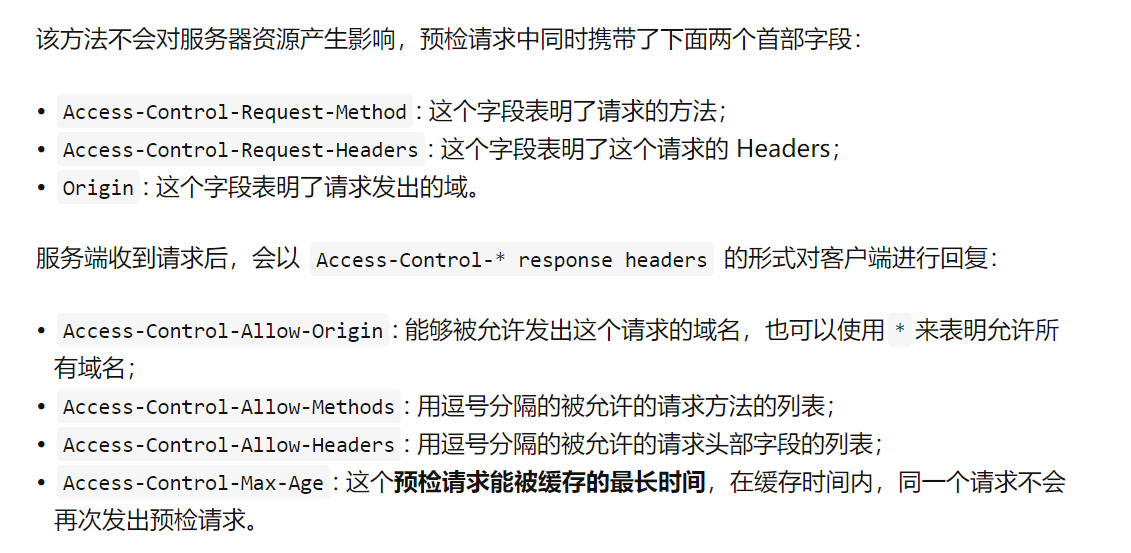 该方法不会对服务器资源产生影响，预检请求中同时携带了下面两个首部字段：
• Access-Control-Request-Method：这个字段表明了请求的方法；
• Access-Control-Request-Headers：这个字段表明了这个请求的 Headers；
• Origin：这个字段表明了请求发出的域。
服务端收到请求后，会以 Access-Control-* response headers 的形式对客户端进行回复：
• Access-Control-Allow-Origin：能够被允许发出这个请求的域名，也可以使用 * 来表明允许所
有域名；
• Access-Control-Allow-Methods：用逗号分隔的被允许的请求方法的列表；
• Access-Control-Allow-Headers：用逗号分隔的被允许的请求头部字段的列表；
• Access-Control-Max-Age：这个预检请求能被缓存的最长时间，在缓存时间内，同一个请求不会
再次发出预检请求。